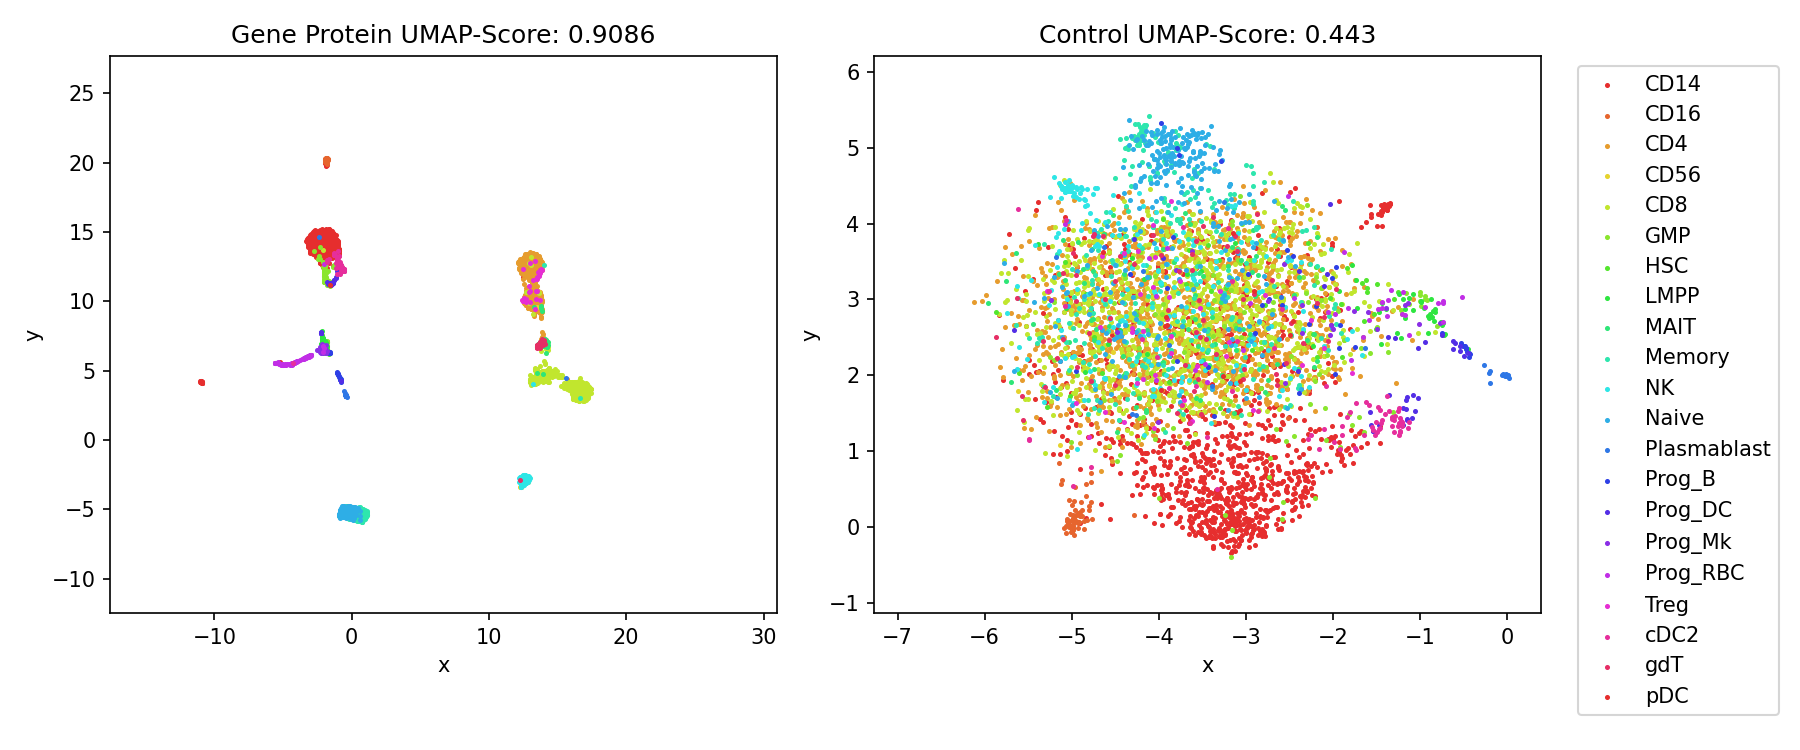 Gene Protein UMAP-Score: 0.9086
25
20
15
10
5
0
−5
−10
y
−10 0 10 20 30
x
Control UMAP-Score: 0.443
6
5
4
3
2
1
0
−1
y
−7 −6 −5 −4 −3 −2 −1 0
x
CD14
CD16
CD4
CD56
CD8
GMP
HSC
LMPP
MAIT
Memory
NK
Naive
Plasmablast
Prog_B
Prog_DC
Prog_Mk
Prog_RBC
Treg
cDC2
gdT
pDC